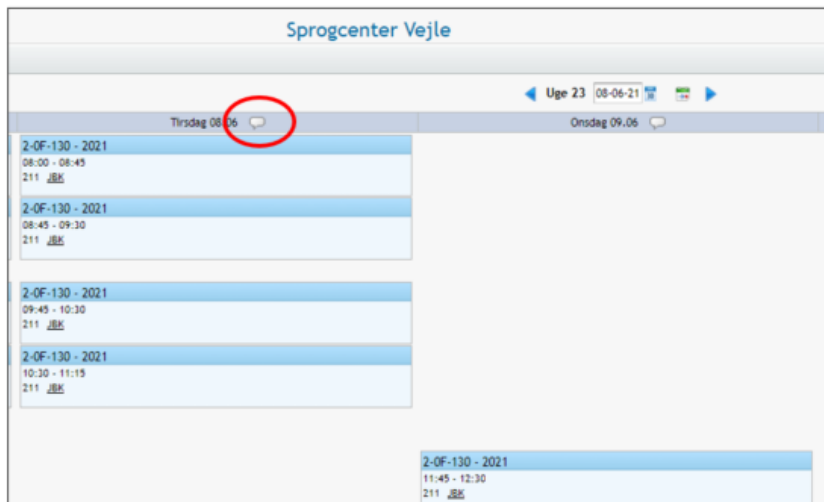 Sprogcenter Vejle
Uge 23 08-06-21
Tirsdag 08.06
Onsdag 09.06
2-0F-130 - 2021
08:00 - 08:45
211 JBK
2-0F-130 - 2021
08:45 - 09:30
211 JBK
2-0F-130 - 2021
09:45 - 10:30
211 JBK
2-0F-130 - 2021
10:30 - 11:15
211 JBK
2-0F-130 - 2021
11:45 - 12:30
211 JBK